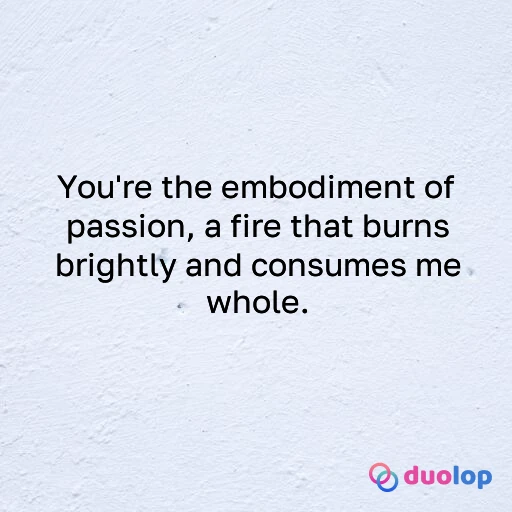 You're the embodiment of
passion, a fire that burns
brightly and consumes me
whole.
duolop